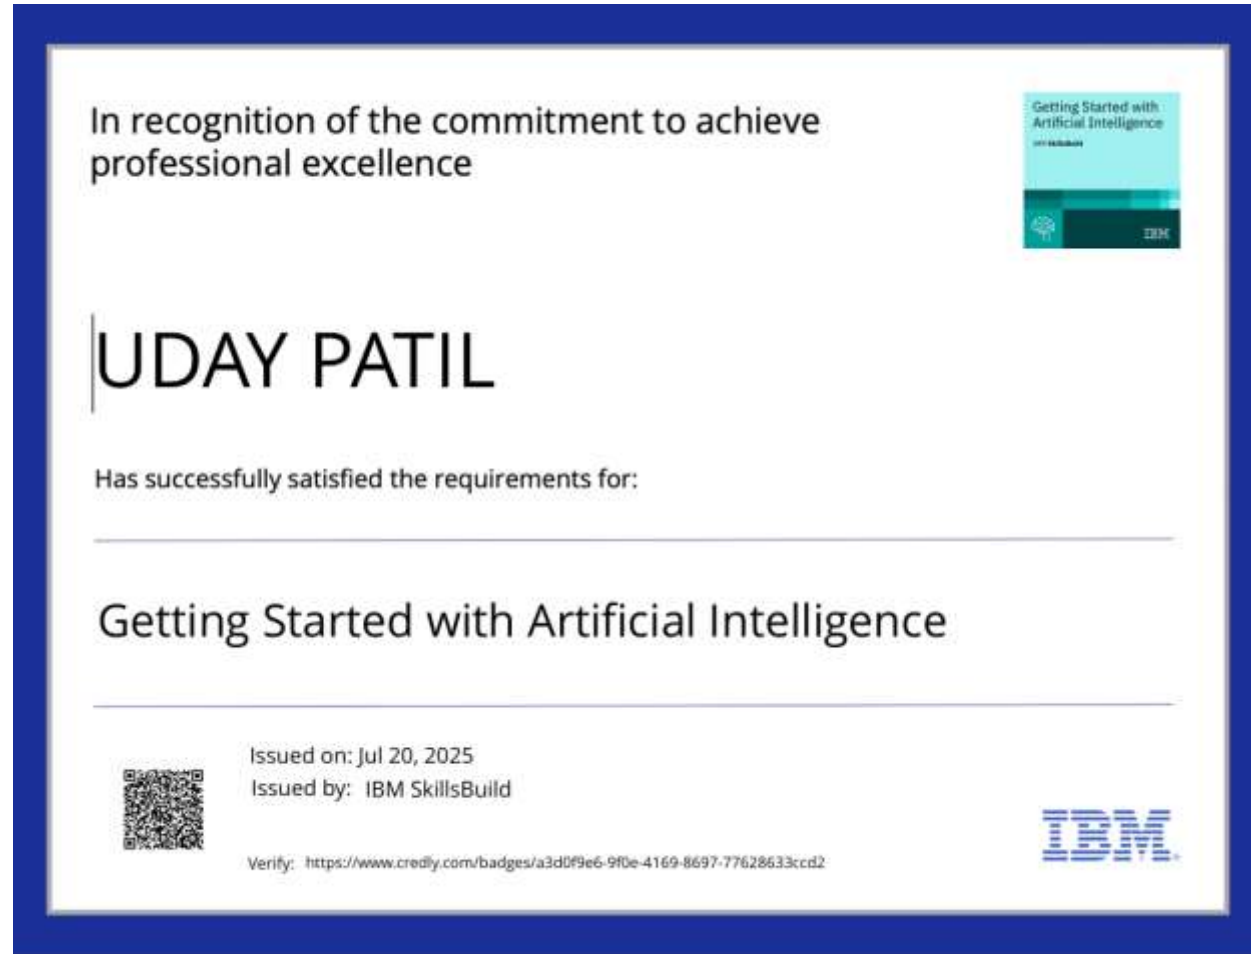 In recognition of the commitment to achieve
professional excellence
Getting Started with
Artificial Intelligence
IBM SkillsBuild
IBM
UDAY PATIL
Has successfully satisfied the requirements for:
Getting Started with Artificial Intelligence
Issued on: Jul 20, 2025
Issued by: IBM SkillsBuild
Verify: https://www.credly.com/badges/a3d0f9e6-9f0e-4169-8697-77628633ccd2
IBM.